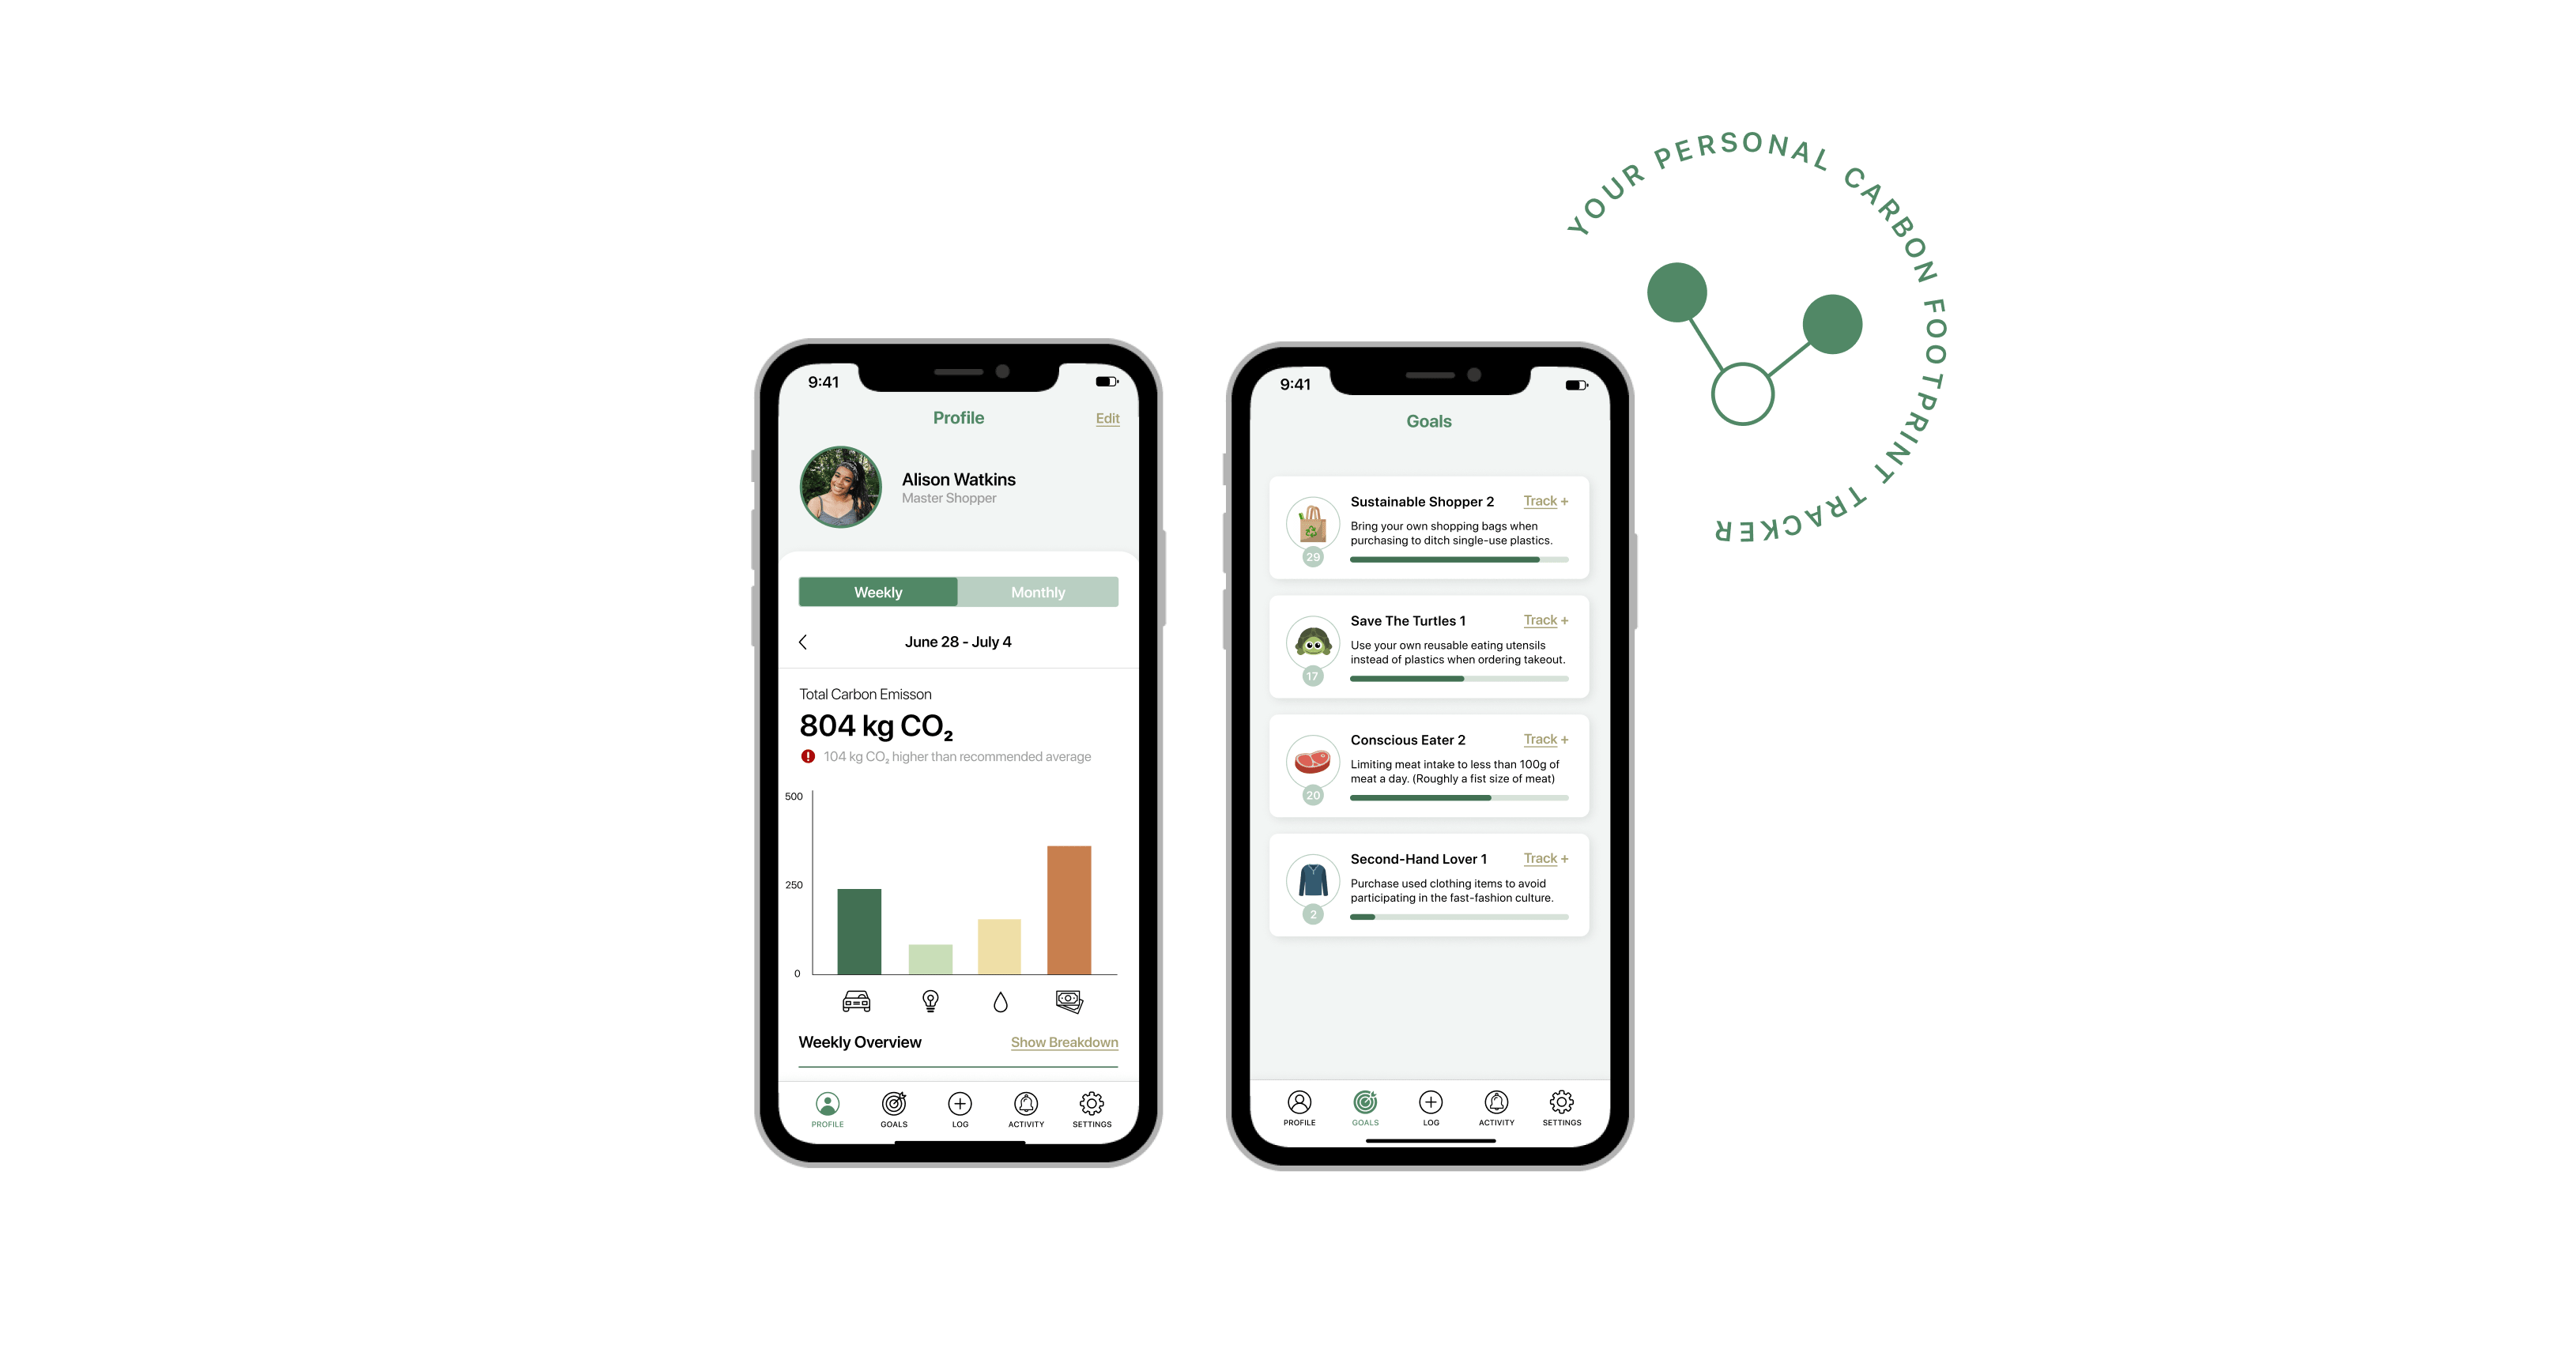 YOUR PERSONAL CARBON FOOTPRINT TRACKER
9:41
Profile
Edit
Alison Watkins
Master Shopper
Weekly
Monthly
June 28 - July 4
Total Carbon Emisson
804 kg CO₂
104 kg CO₂ higher than recommended average
500
250
0
Weekly Overview
Show Breakdown
PROFILE
GOALS
LOG
ACTIVITY
SETTINGS
9:41
Goals
Sustainable Shopper 2
Track +
Bring your own shopping bags when
purchasing to ditch single-use plastics.
29
Save The Turtles 1
Track +
Use your own reusable eating utensils
instead of plastics when ordering takeout.
17
Conscious Eater 2
Track +
Limiting meat intake to less than 100g of
meat a day. (Roughly a fist size of meat)
20
Second-Hand Lover 1
Track +
Purchase used clothing items to avoid
participating in the fast-fashion culture.
2
PROFILE
GOALS
LOG
ACTIVITY
SETTINGS